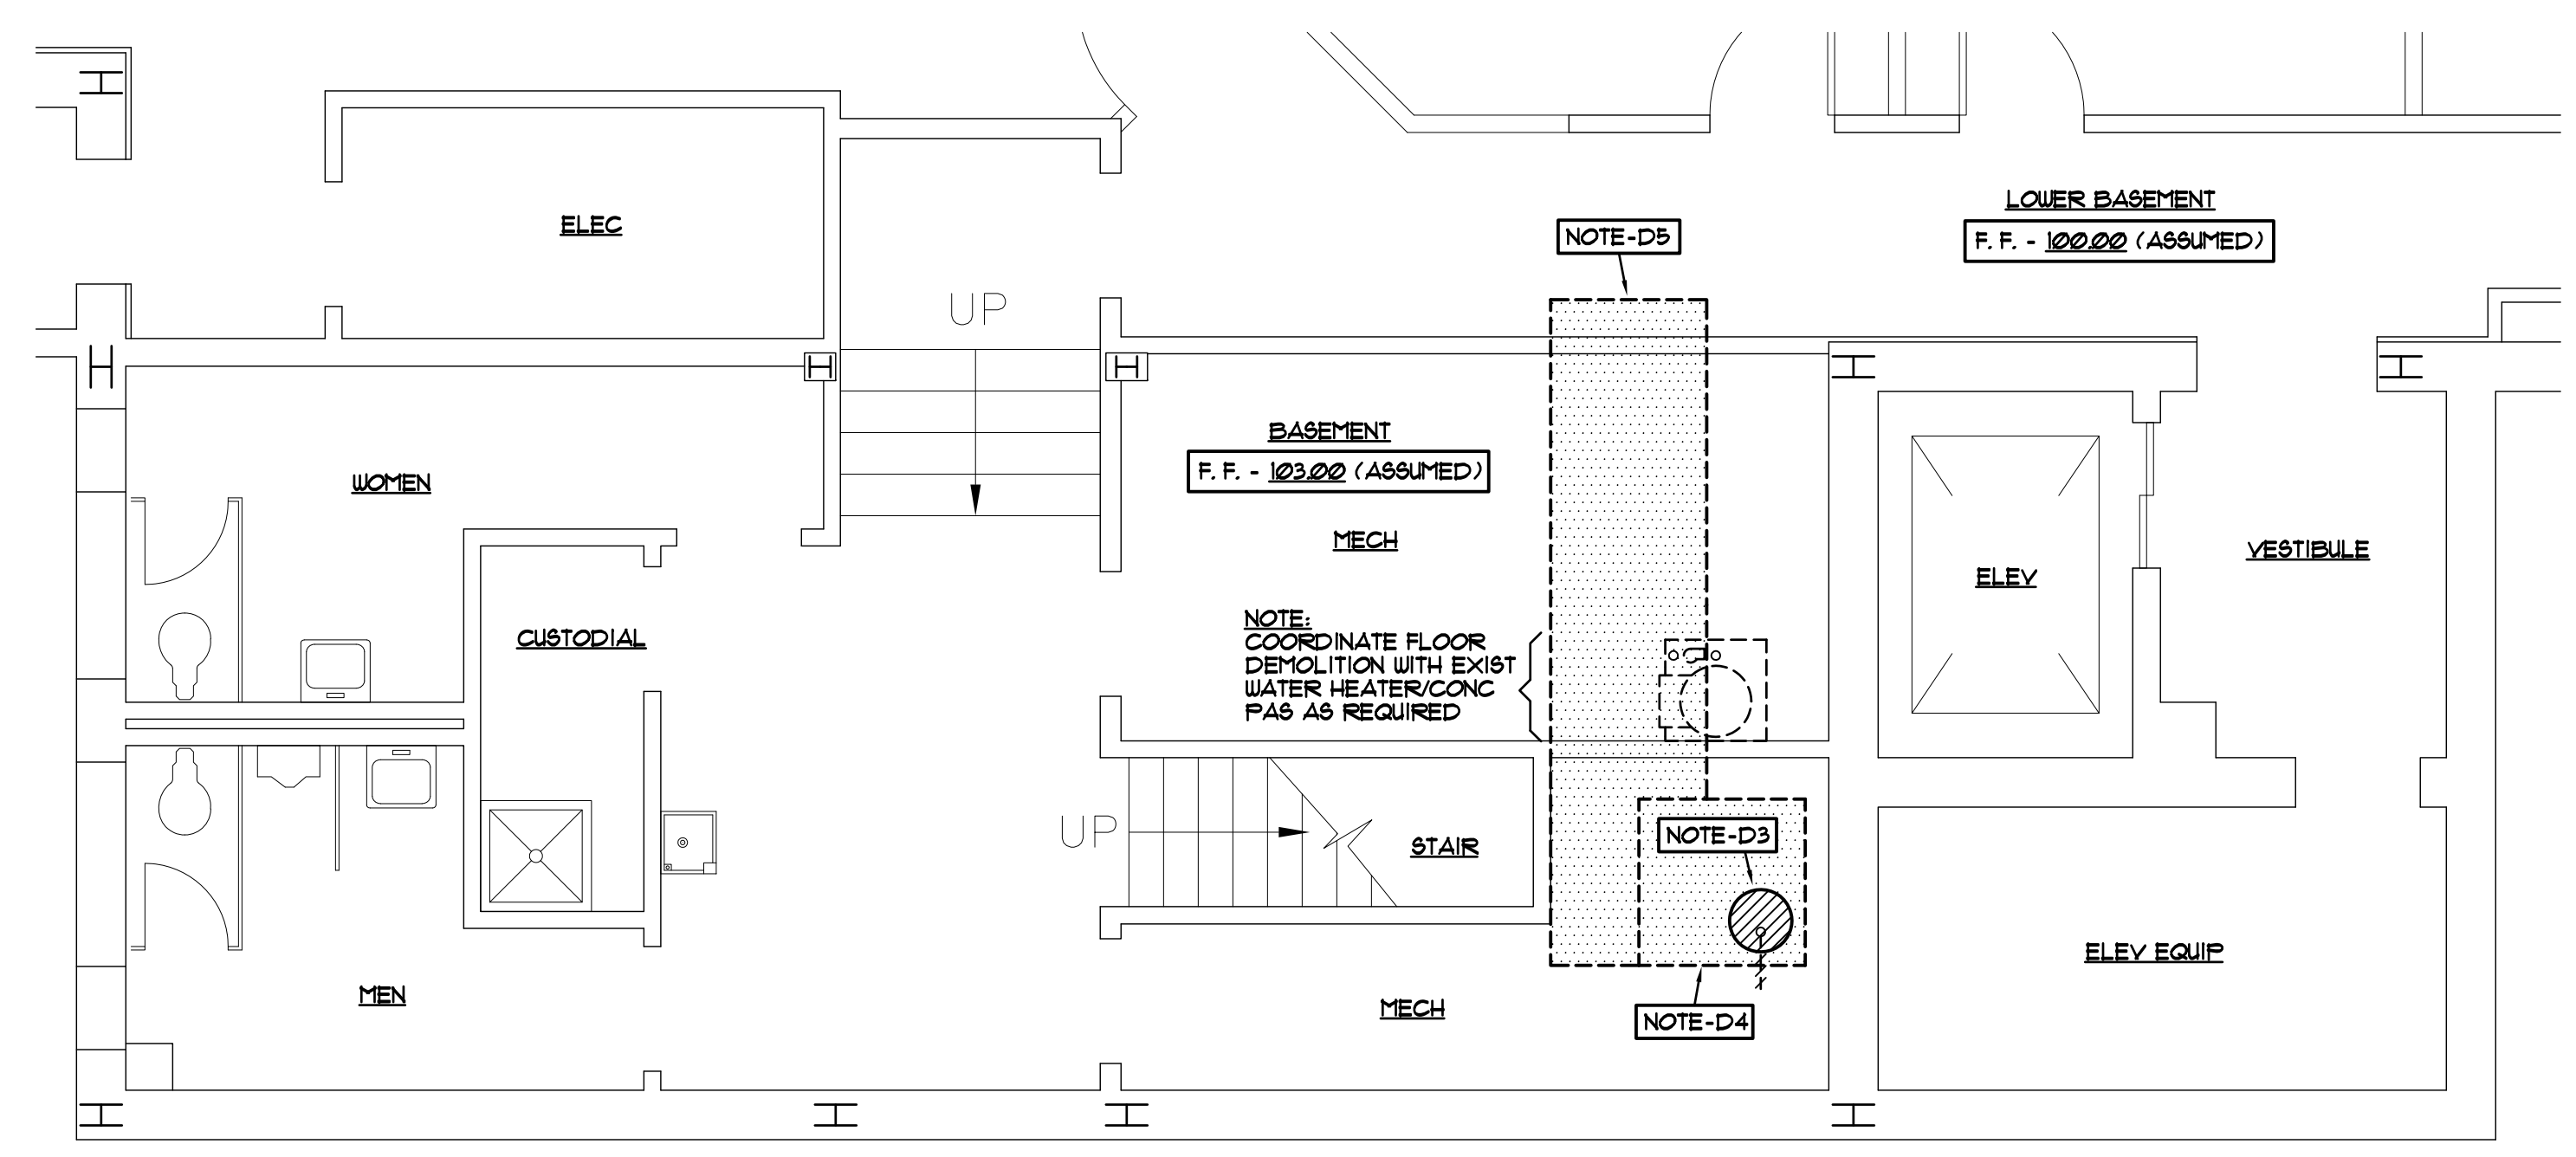 LOWER BASEMENT
F. F. - 100.00 (ASSUMED)
ELEC
NOTE-D5
UP
BASEMENT
F. F. - 103.00 (ASSUMED)
WOMEN
MECH
VESTIBULE
ELEV
NOTE:
COORDINATE FLOOR
DEMOLITION WITH EXIST
WATER HEATER/CONC
PAS AS REQUIRED
CUSTODIAL
UP
STAIR
NOTE-D3
ELEV EQUIP
MEN
MECH
NOTE-D4